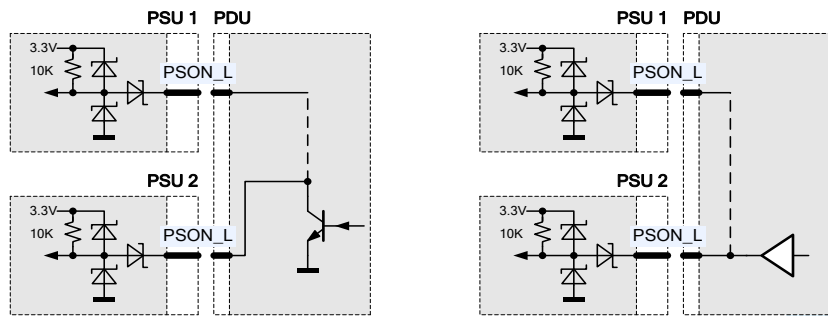 PSU 1 PDU
3.3V
10K
PSON_L
PSU 2
3.3V
10K
PSON_L
PSU 1 PDU
3.3V
10K
PSON_L
PSU 2
3.3V
10K
PSON_L